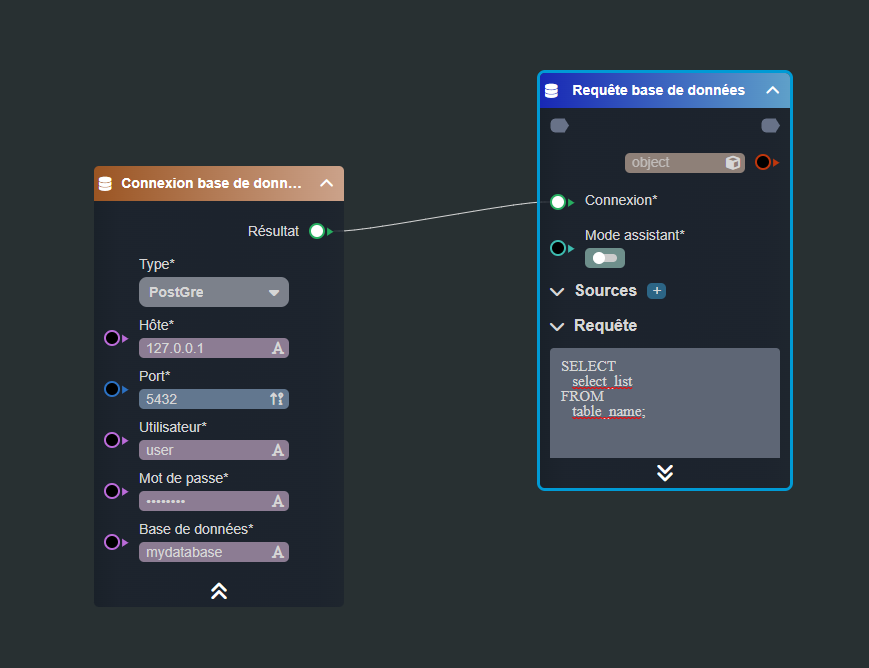 Connexion base de donn...
Résultat
Type*
PostGre
Hôte*
127.0.0.1
Port*
5432
Utilisateur*
user
Mot de passe*
••••••••
Base de données*
mydatabase
Requête base de données
object
Connexion*
Mode assistant*
Sources
Requête
SELECT
select_list
FROM
table_name;